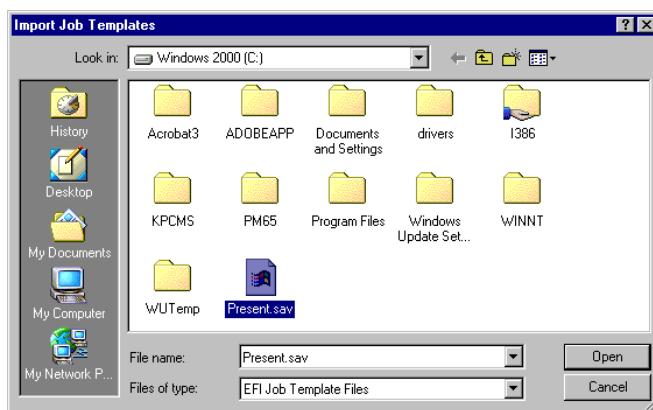 Import Job Templates
Look in:
Windows 2000 (C:)
History
Desktop
My Documents
My Computer
My Network P...
Acrobat3
ADOBEAPP
Documents
and Settings
drivers
I386
KPCMS
PM65
Program Files
Windows
Update Set...
WINNT
WUTemp
Present.sav
File name:
Present.sav
Open
Files of type:
EFI Job Template Files
Cancel